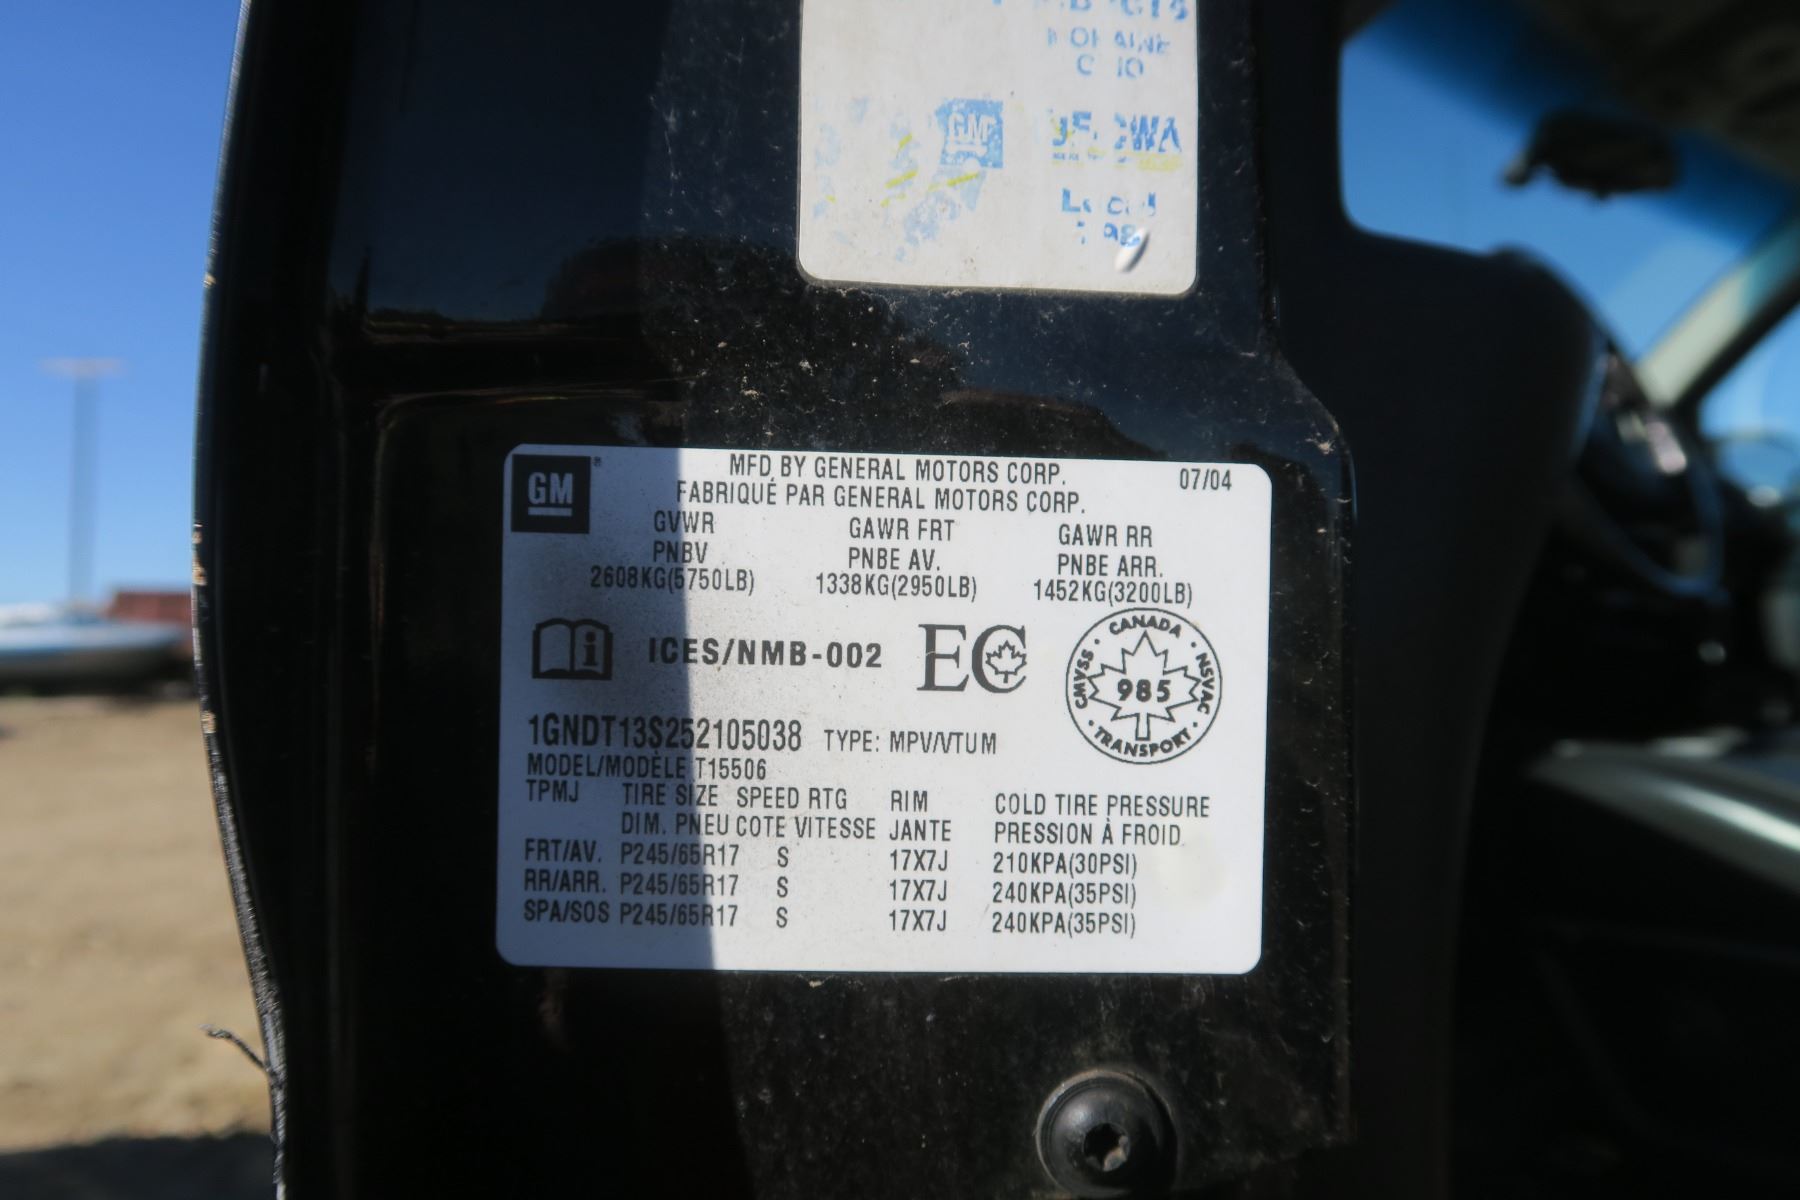 GM
Local
GM
MFD BY GENERAL MOTORS CORP. 07/04
FABRIQUÉ PAR GENERAL MOTORS CORP.
GVWR GAWR FRT GAWR RR
PNBV PNBE AV. PNBE ARR.
2608KG(5750LB) 1338KG(2950LB) 1452KG(3200LB)
ICES/NMB-002 EC
CANADA
CMVSS 985 NSVAC
TRANSPORT
1GNDT13S252105038 TYPE: MPV/VTUM
MODEL/MODÈLE T15506
TPMJ TIRE SIZE SPEED RTG RIM COLD TIRE PRESSURE
DIM. PNEU COTE VITESSE JANTE PRESSION À FROID
FRT/AV. P245/65R17 S 17X7J 210KPA(30PSI)
RR/ARR. P245/65R17 S 17X7J 240KPA(35PSI)
SPA/SOS P245/65R17 S 17X7J 240KPA(35PSI)